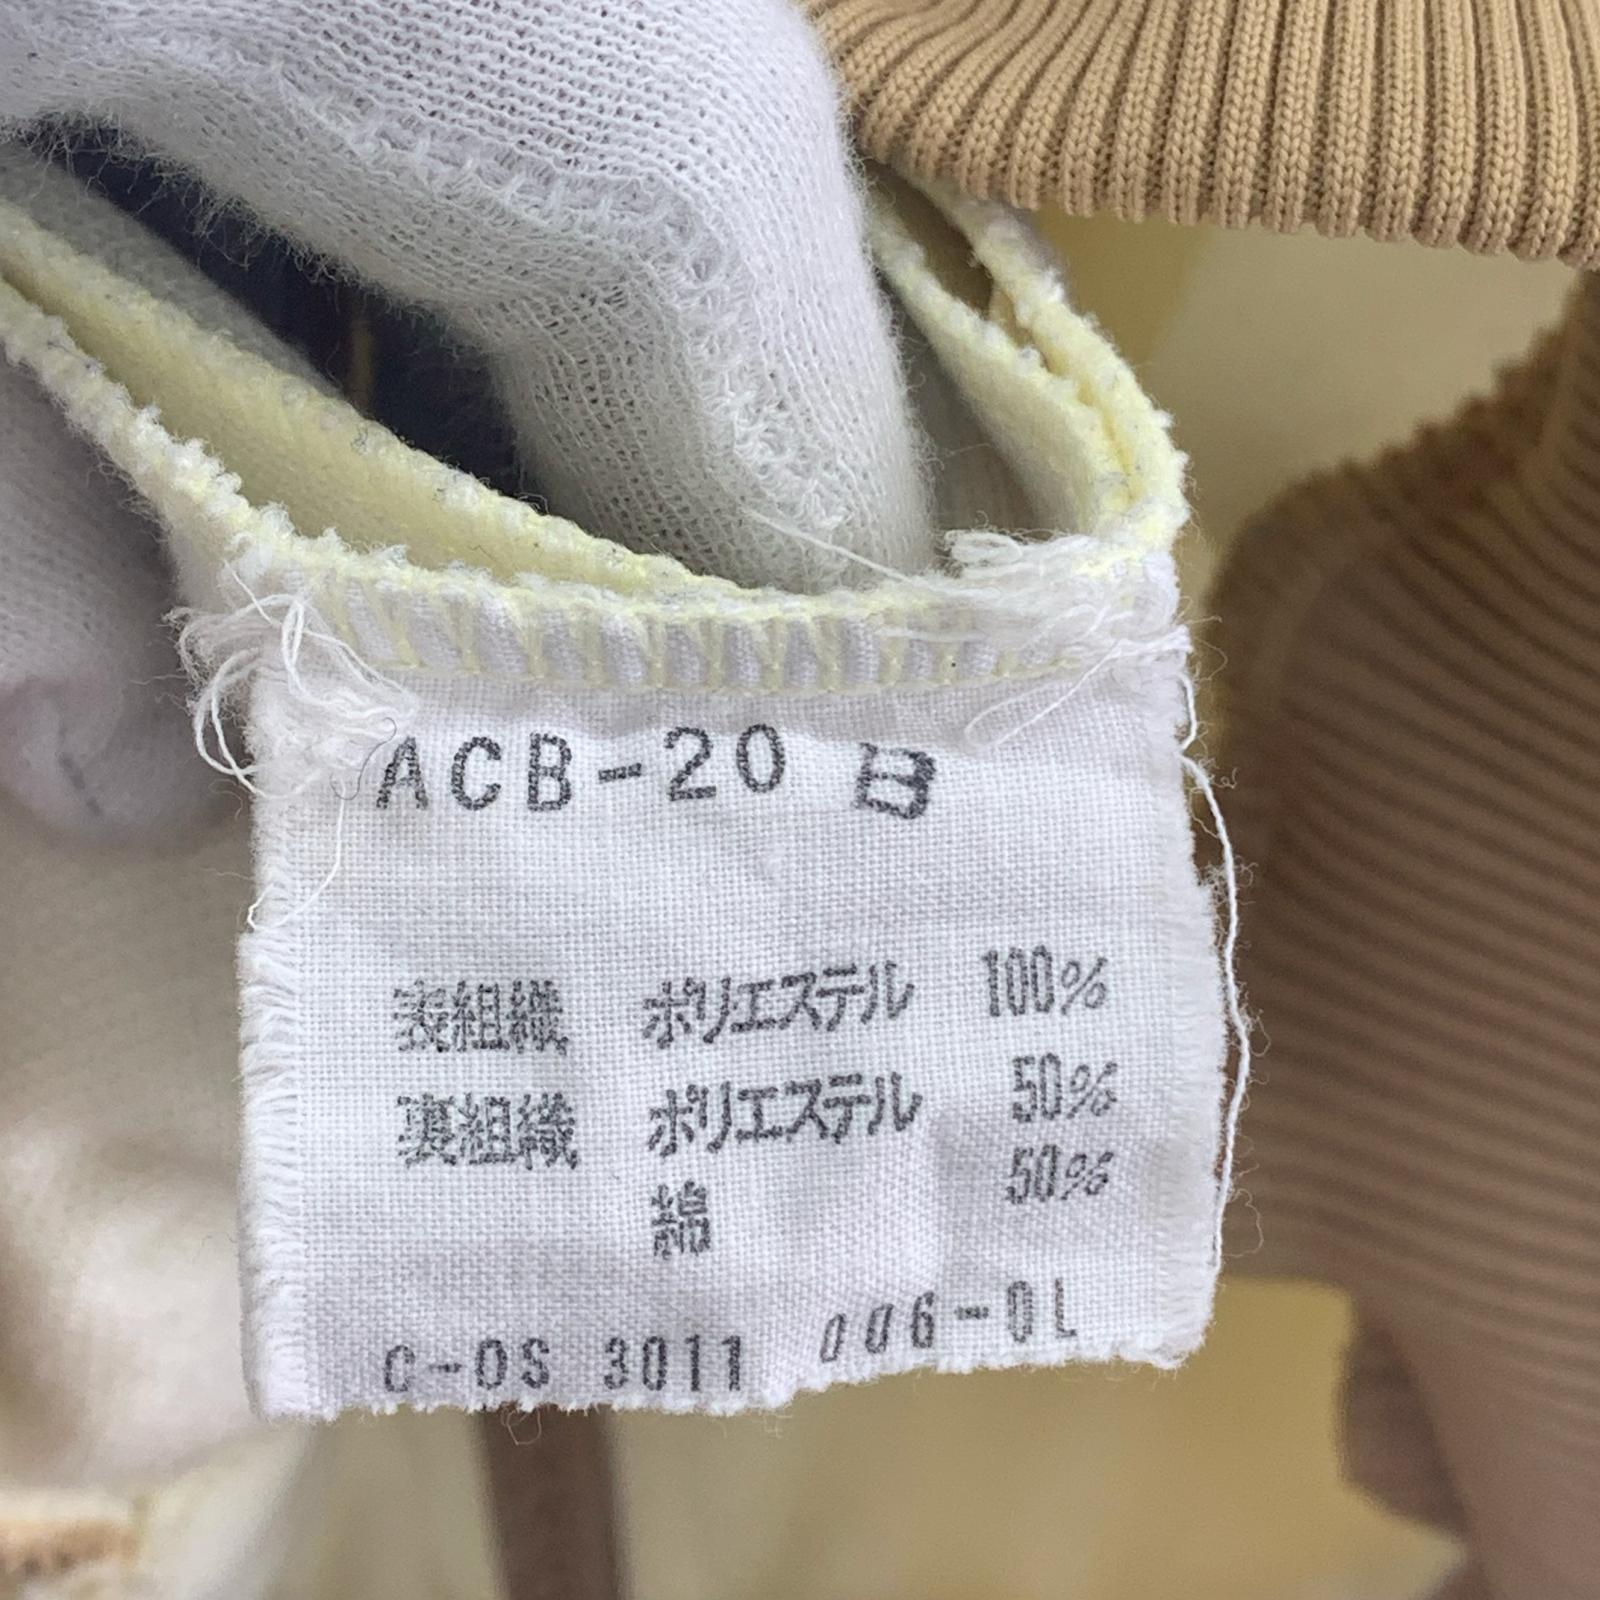 ACB-20 B
表組織 ポリエステル 100%
裏組織 ポリエステル 50%
綿 50%
C-OS 3011 006-0L